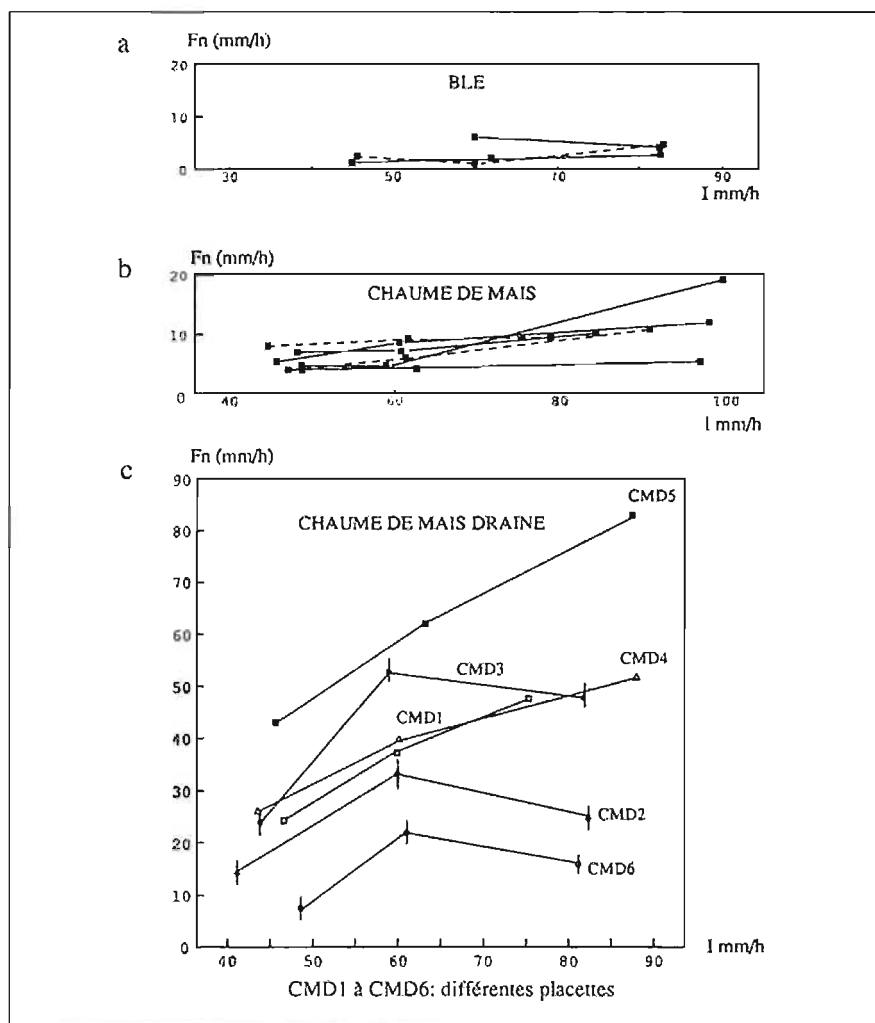 a
Fn (mm/h)
20
10
0
BLE
30 50 70 90
I mm/h
b
Fn (mm/h)
20
10
0
CHAUME DE MAIS
40 60 80 100
I mm/h
c
Fn (mm/h)
90
80
70
60
50
40
30
20
10
0
CHAUME DE MAIS DRAINE
CMD5
CMD3
CMD4
CMD1
CMD2
CMD6
40 50 60 70 80 90
I mm/h
CMD1 à CMD6: différentes placettes